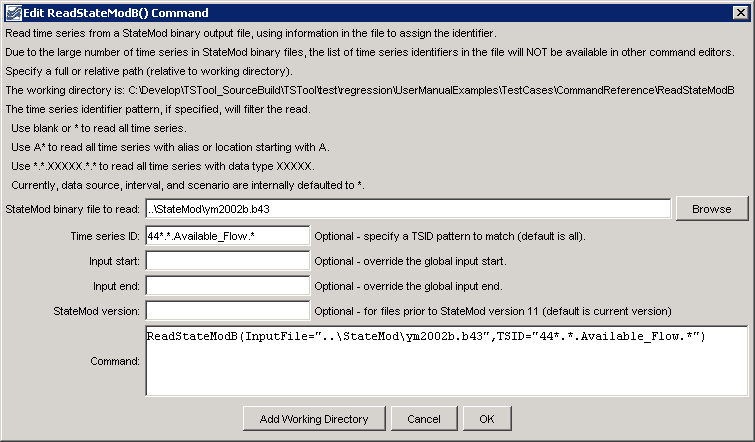 Edit ReadStateModB() Command
Read time series from a StateMod binary output file, using information in the file to assign the identifier.
Due to the large number of time series in StateMod binary files, the list of time series identifiers in the file will NOT be available in other command editors.
Specify a full or relative path (relative to working directory).
The working directory is: C:\Develop\TSTool_SourceBuild\TSTool\test\regression\UserManualExamples\TestCases\CommandReference\ReadStateModB
The time series identifier pattern, if specified, will filter the read.
Use blank or * to read all time series.
Use A* to read all time series with alias or location starting with A.
Use *.*.XXXXX.*.* to read all time series with data type XXXXX.
Currently, data source, interval, and scenario are internally defaulted to *.
StateMod binary file to read: ..\StateMod\ym2002b.b43 Browse
Time series ID: 44*.*.Available_Flow.* Optional - specify a TSID pattern to match (default is all).
Input start: Optional - override the global input start.
Input end: Optional - override the global input end.
StateMod version: Optional - for files prior to StateMod version 11 (default is current version)
Command: ReadStateModB(InputFile="..\StateMod\ym2002b.b43",TSID="44*.*.Available_Flow.*")
Add Working Directory Cancel OK